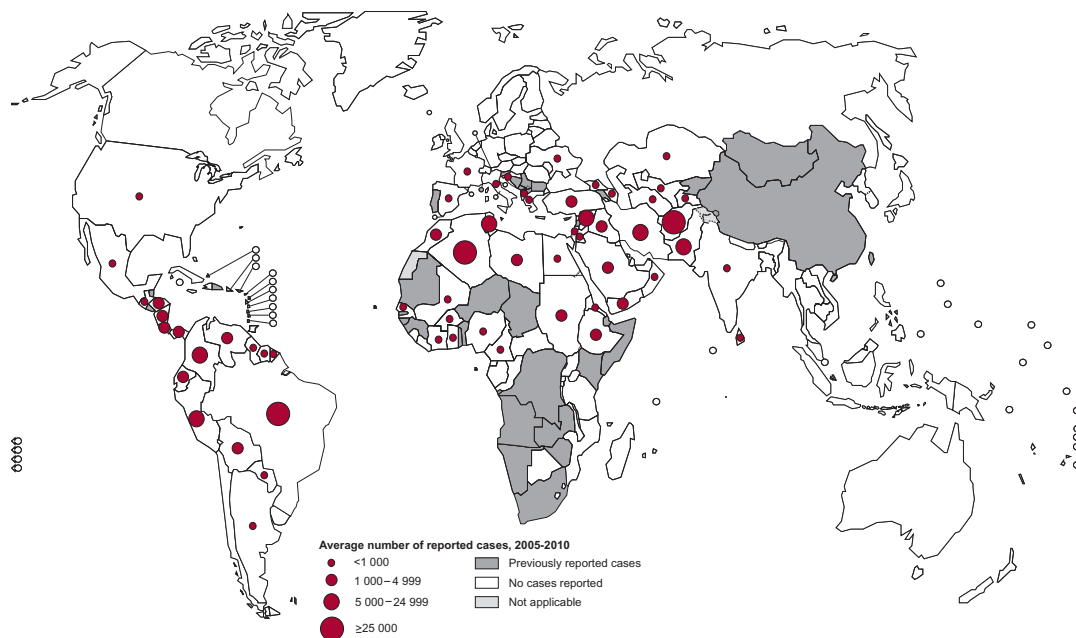 Average number of reported cases, 2005-2010
<1 000
1 000–4 999
5 000–24 999
≥25 000
Previously reported cases
No cases reported
Not applicable